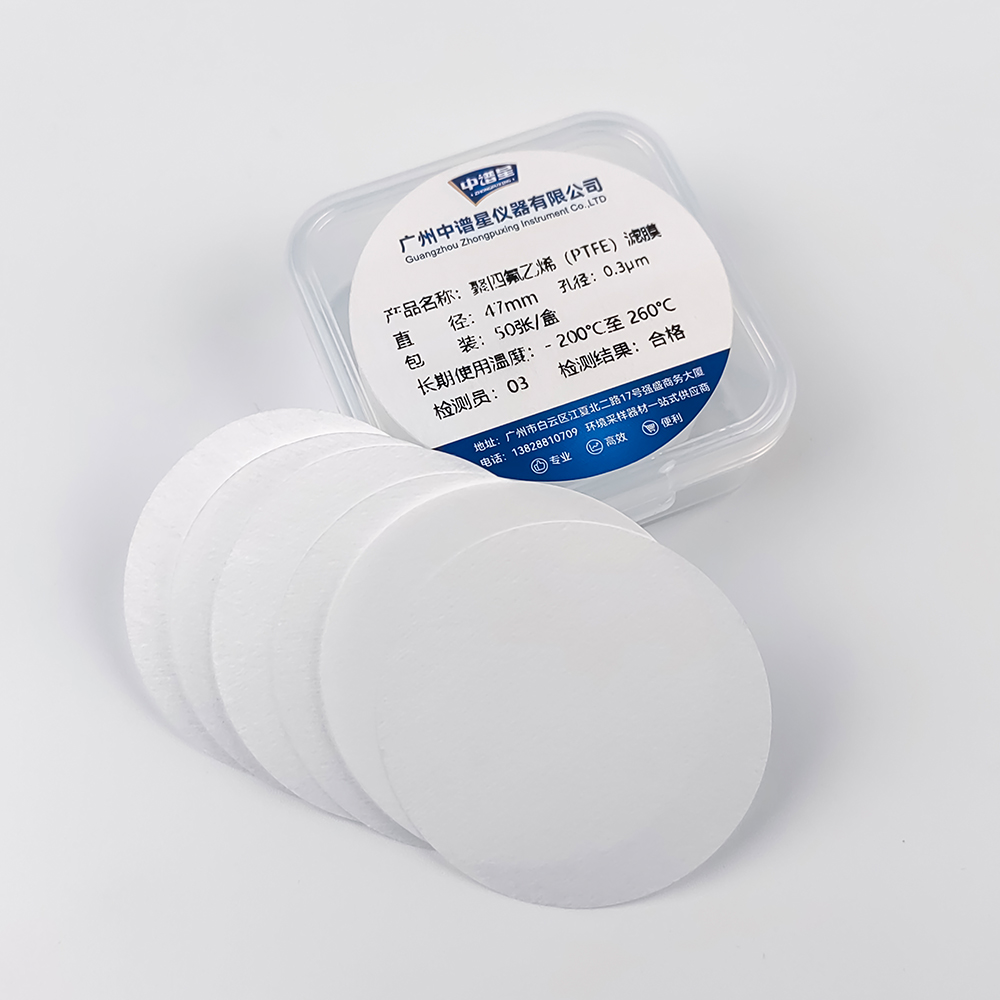 中谱星
ZHONGPUXING
广州中谱星仪器有限公司
Guangzhou Zhongpuxing Instrument Co.,LTD
产品名称：聚四氟乙烯（PTFE）滤膜
直 径：47mm 孔径：0.3μm
包 装：50张/盒
长期使用温度：- 200°C至 260°C
检测员：03 检测结果：合格
地址：广州市白云区江夏北二路17号强盛商务大厦
电话：13828810709 环境采样器材一站式供应商
专业 高效 便利